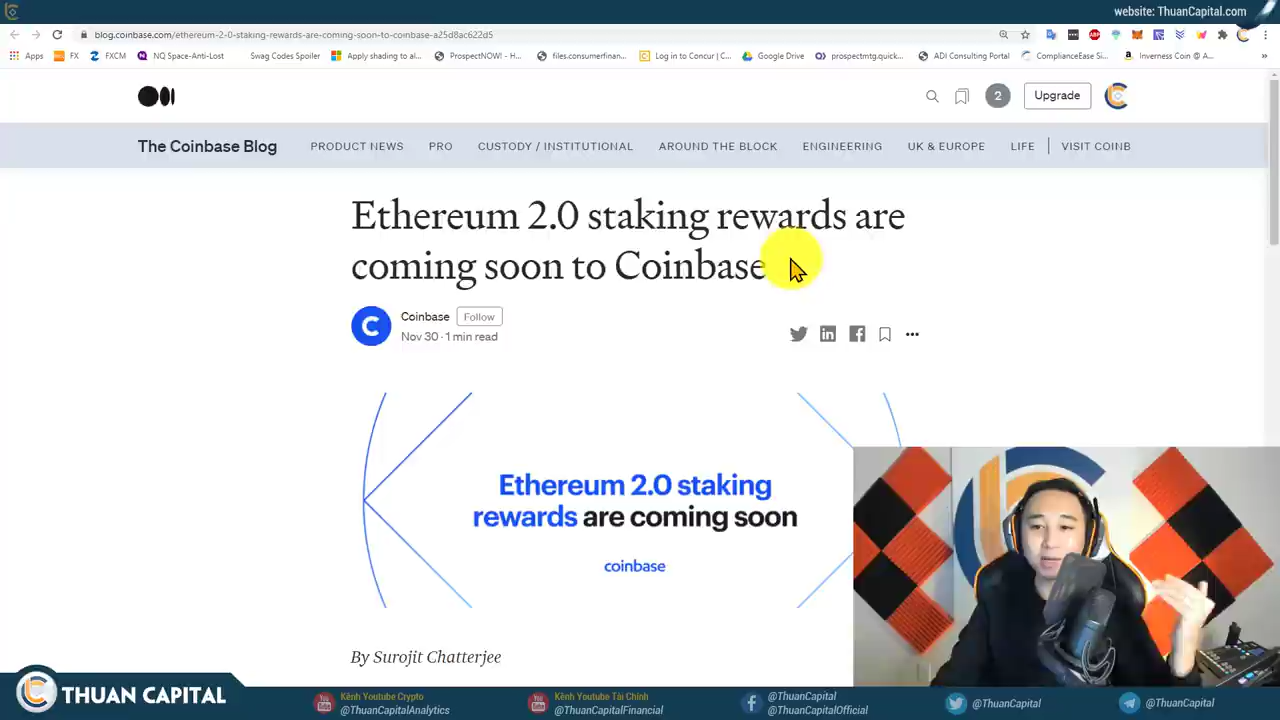 website: ThuanCapital.com
blog.coinbase.com/ethereum-2-0-staking-rewards-are-coming-soon-to-coinbase-a25d8ac622d5
Apps
FX
FXCM
NQ Space-Anti-Lost
Swag Codes Spoiler
Apply shading to al...
ProspectNOW! - H...
files.consumerfinan...
Log in to Concur | C...
Google Drive
prospectmtg.quick...
ADI Consulting Portal
ComplianceEase Si...
Inverness Coin @ A...
2
Upgrade
The Coinbase Blog
PRODUCT NEWS
PRO
CUSTODY / INSTITUTIONAL
AROUND THE BLOCK
ENGINEERING
UK & EUROPE
LIFE
VISIT COINB
Ethereum 2.0 staking rewards are
coming soon to Coinbase
Coinbase
Follow
Nov 30 · 1 min read
Ethereum 2.0 staking
rewards are coming soon
coinbase
By Surojit Chatterjee
THUAN CAPITAL
Kênh Youtube Crypto
@ThuanCapitalAnalytics
Kênh Youtube Tài Chính
@ThuanCapitalFinancial
@ThuanCapital
@ThuanCapitalOfficial
@ThuanCapital
@ThuanCapital